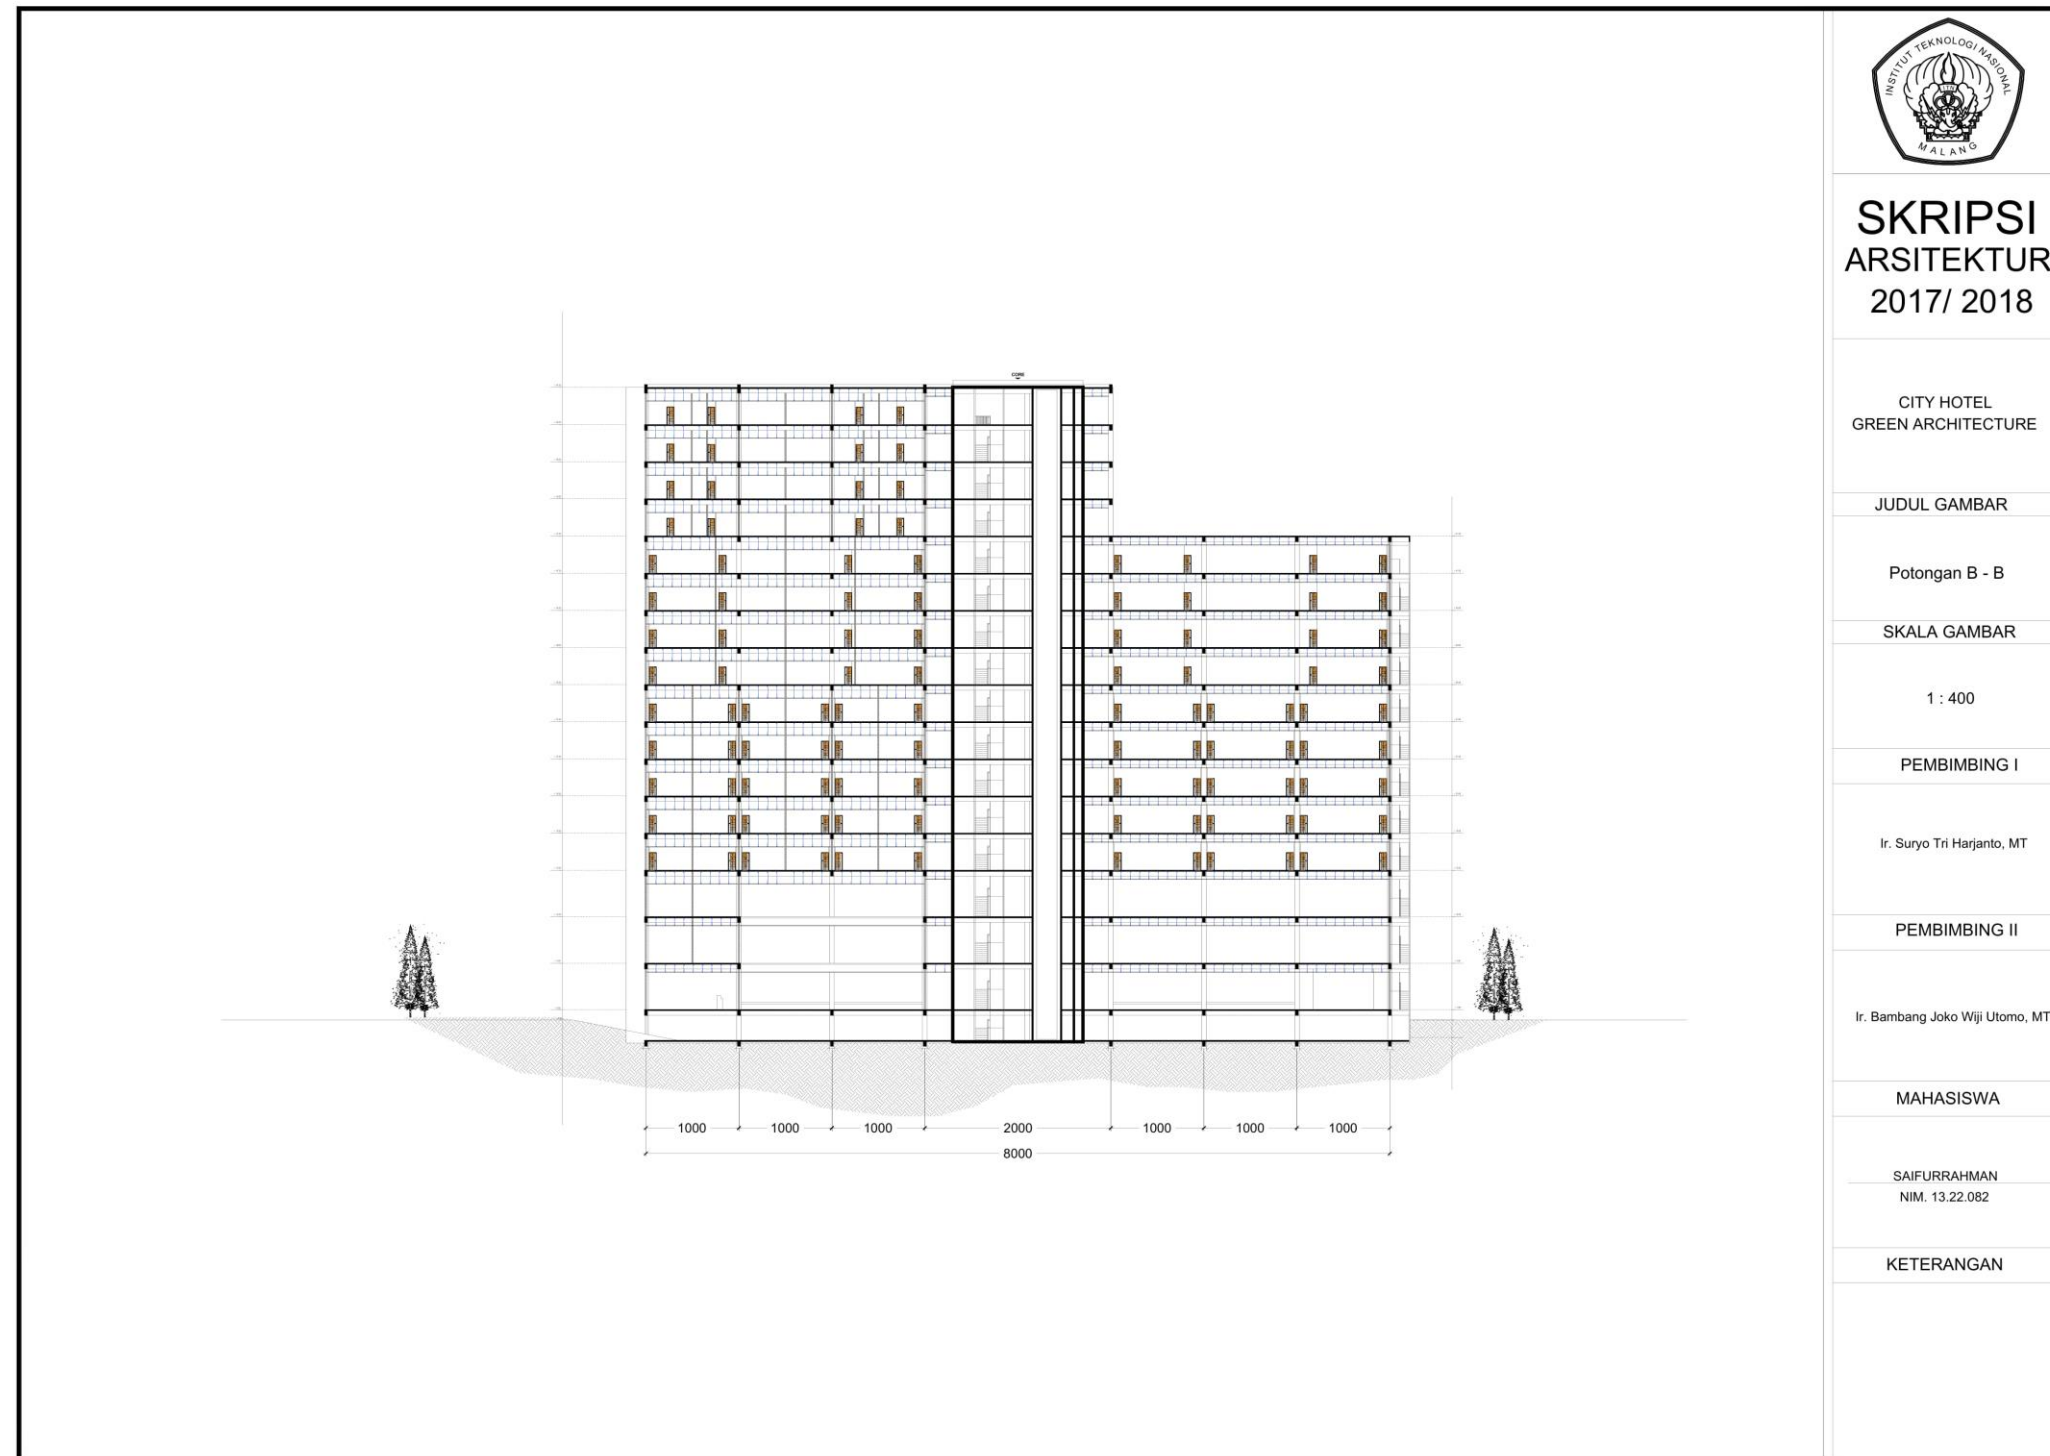 CORE
1000
1000
1000
2000
1000
1000
1000
8000
INSTITUT TEKNOLOGI NASIONAL
ITN
MALANG
SKRIPSI
ARSITEKTUR
2017/ 2018
CITY HOTEL
GREEN ARCHITECTURE
JUDUL GAMBAR
Potongan B - B
SKALA GAMBAR
1 : 400
PEMBIMBING I
Ir. Suryo Tri Harjanto, MT
PEMBIMBING II
Ir. Bambang Joko Wiji Utomo, MT
MAHASISWA
SAIFURRAHMAN
NIM. 13.22.082
KETERANGAN